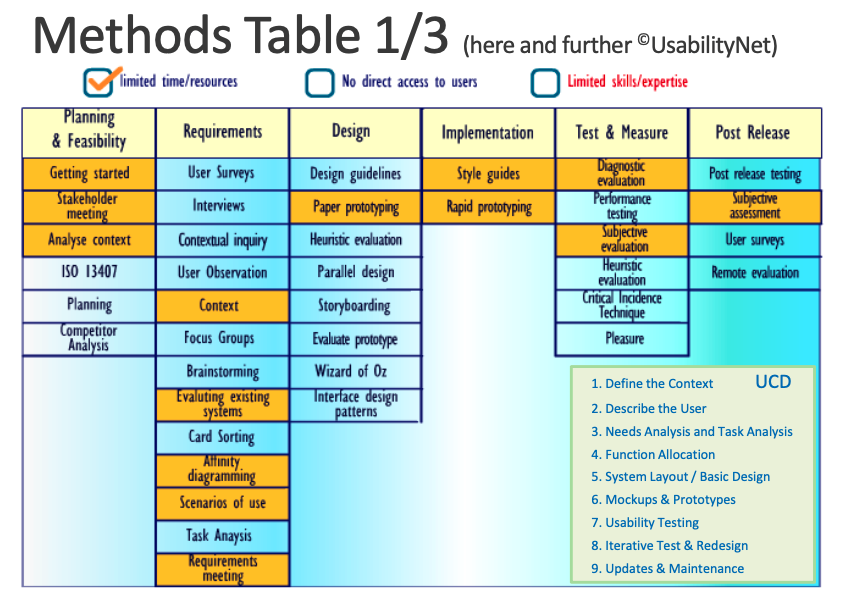 Methods Table 1/3 (here and further ©UsabilityNet)
limited time/resources
No direct access to users
Limited skills/expertise
Planning
& Feasibility
Requirements
Design
Implementation
Test & Measure
Post Release
Getting started
Stakeholder
meeting
Analyse context
ISO 13407
Planning
Competitor
Analysis
User Surveys
Interviews
Contextual inquiry
User Observation
Context
Focus Groups
Brainstorming
Evaluting existing
systems
Card Sorting
Affinity
diagramming
Scenarios of use
Task Anaysis
Requirements
meeting
Design guidelines
Paper prototyping
Heuristic evaluation
Parallel design
Storyboarding
Evaluate prototype
Wizard of Oz
Interface design
patterns
Style guides
Rapid prototyping
Diagnostic
evaluation
Performance
testing
Subjective
evaluation
Heuristic
evaluation
Critical Incidence
Technique
Pleasure
Post release testing
Subjective
assessment
User surveys
Remote evaluation
UCD
1. Define the Context
2. Describe the User
3. Needs Analysis and Task Analysis
4. Function Allocation
5. System Layout / Basic Design
6. Mockups & Prototypes
7. Usability Testing
8. Iterative Test & Redesign
9. Updates & Maintenance